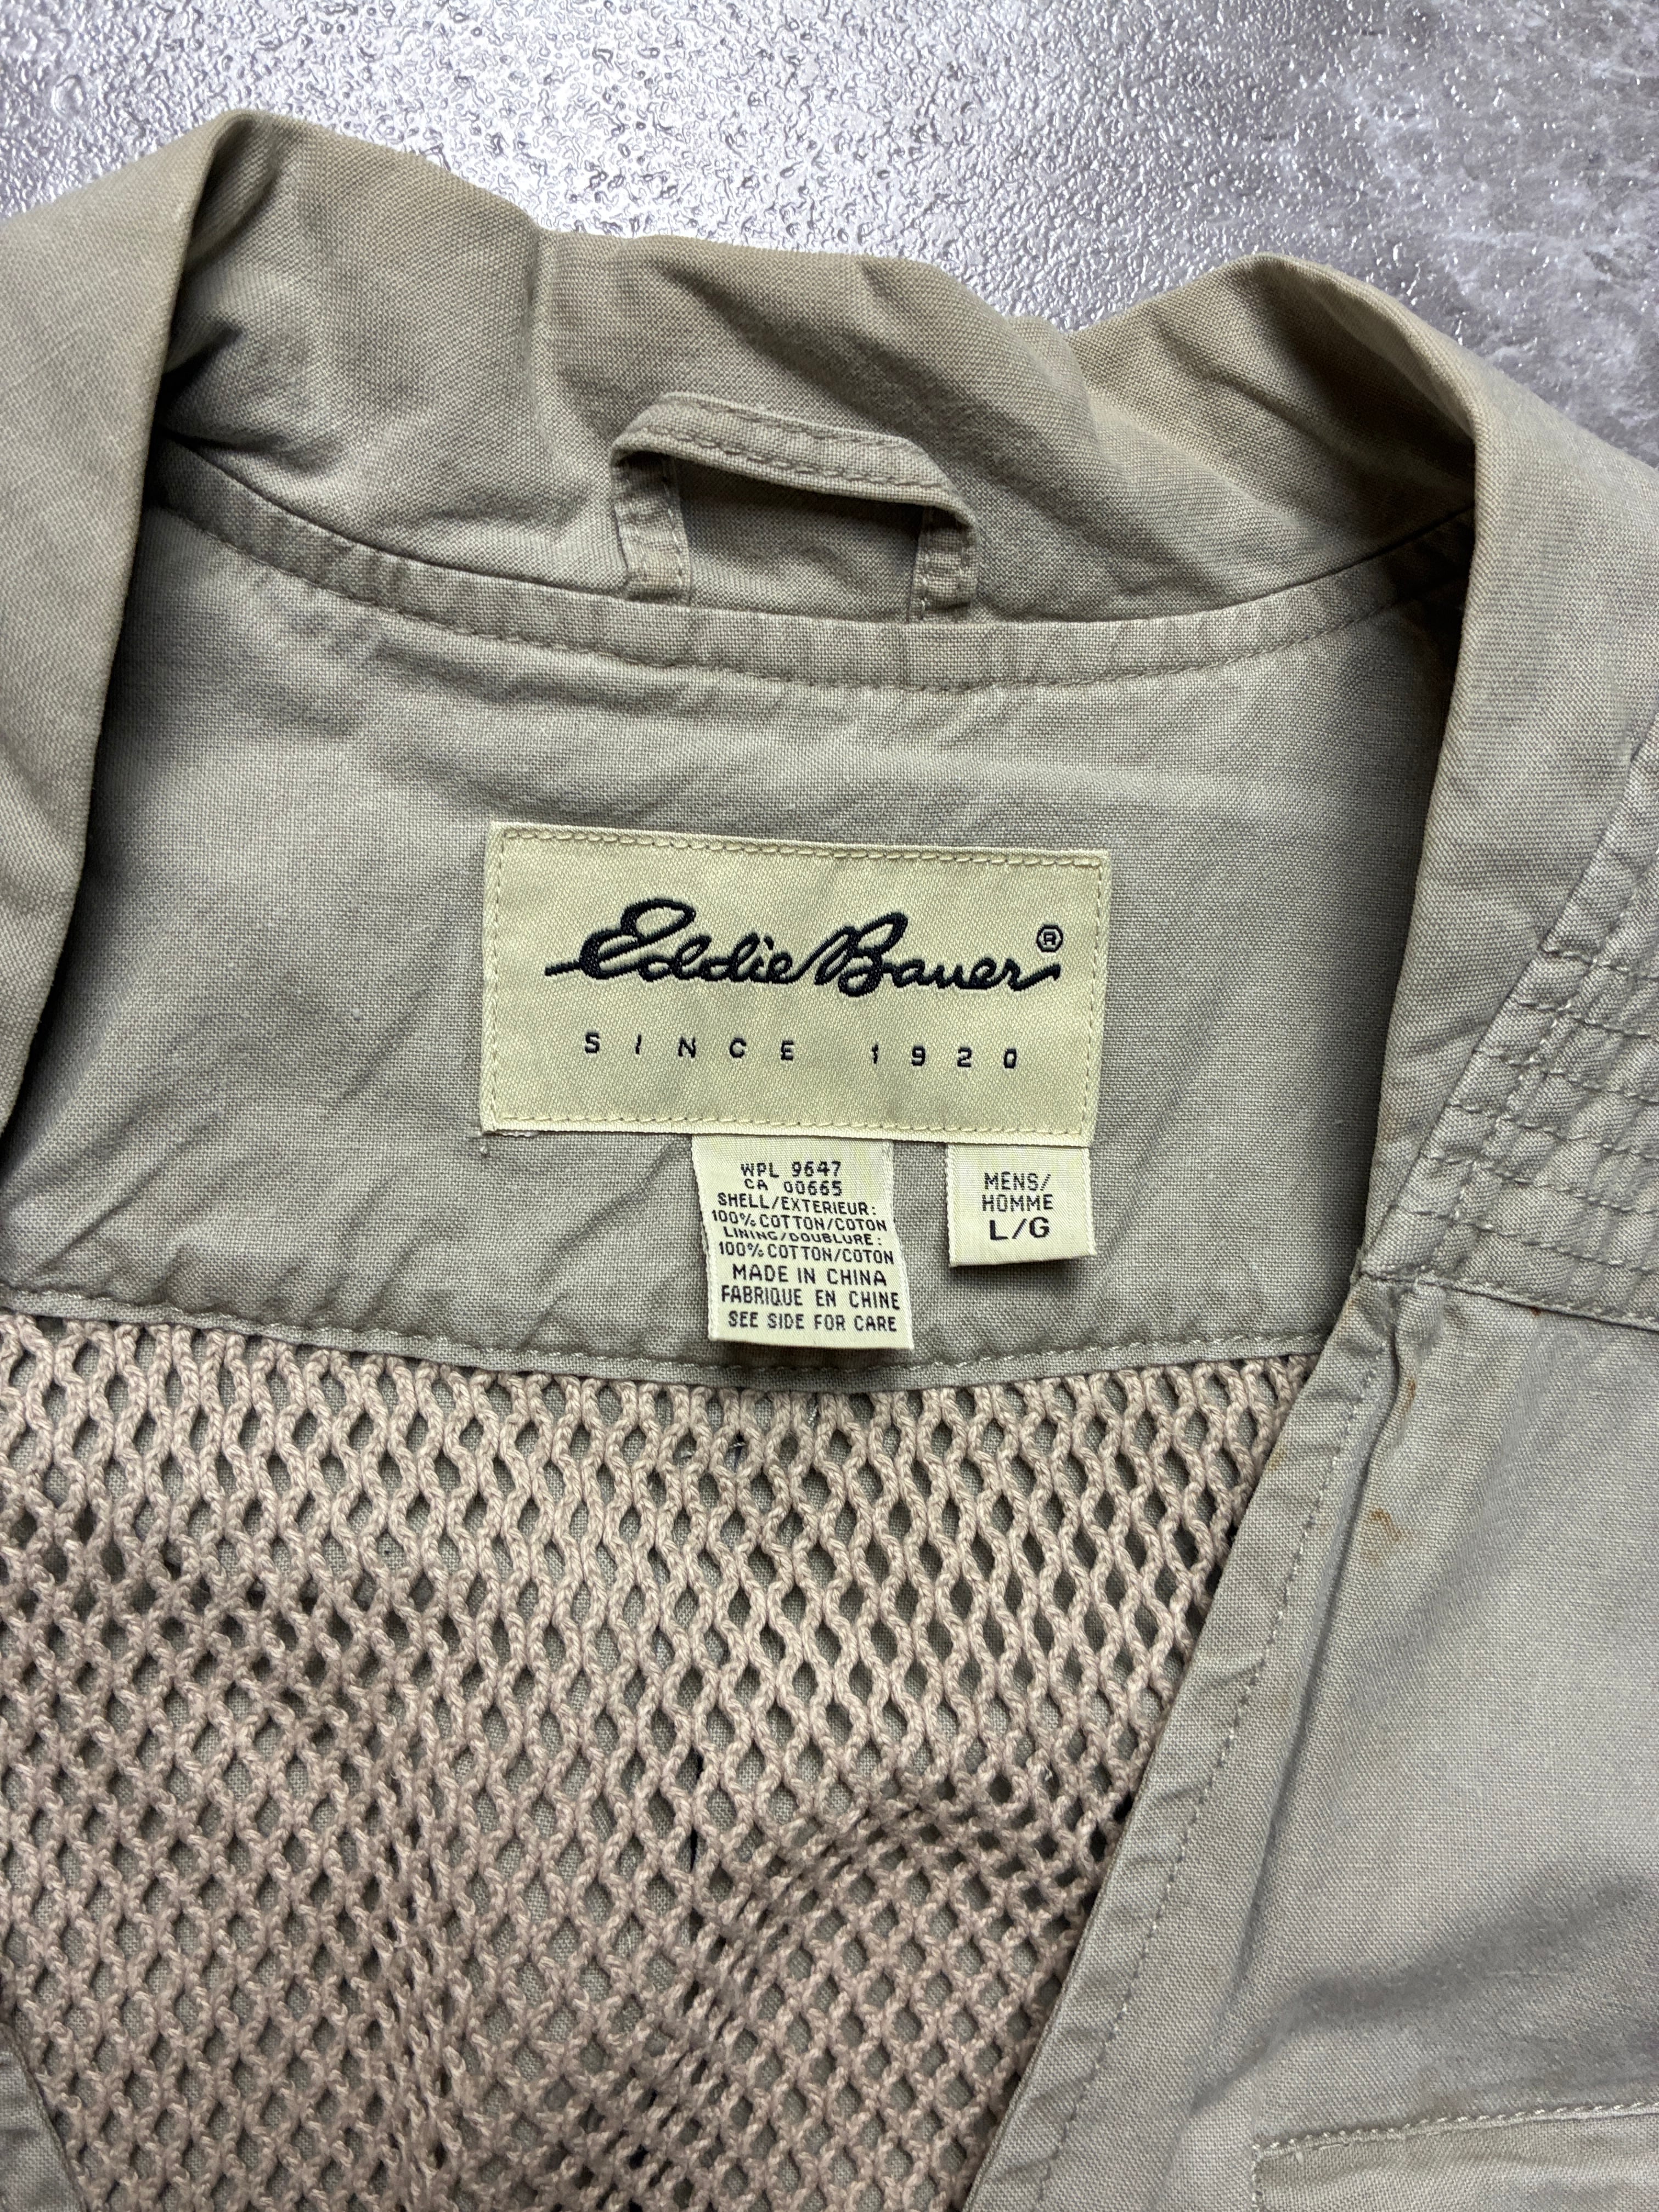 Eddie Bauer®
SINCE 1920
WPL 9647
CA 00665
SHELL/EXTERIEUR:
100% COTTON/COTON
LINING/DOUBLURE:
100% COTTON/COTON
MADE IN CHINA
FABRIQUE EN CHINE
SEE SIDE FOR CARE
MENS/
HOMME
L/G